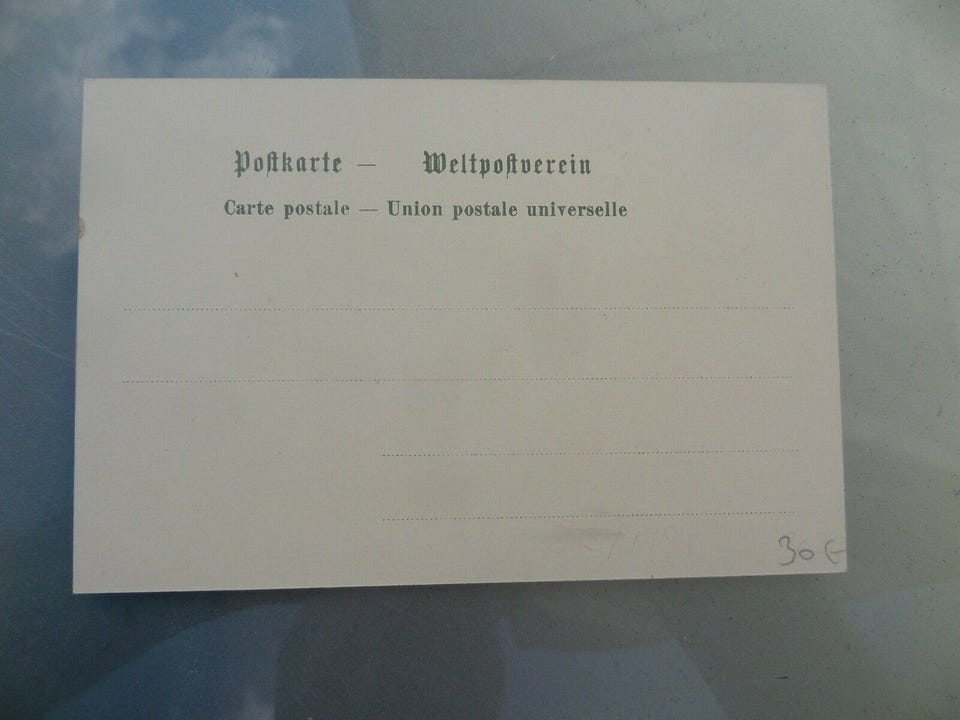 Postkarte — Weltpostverein
Carte postale — Union postale universelle
30 €